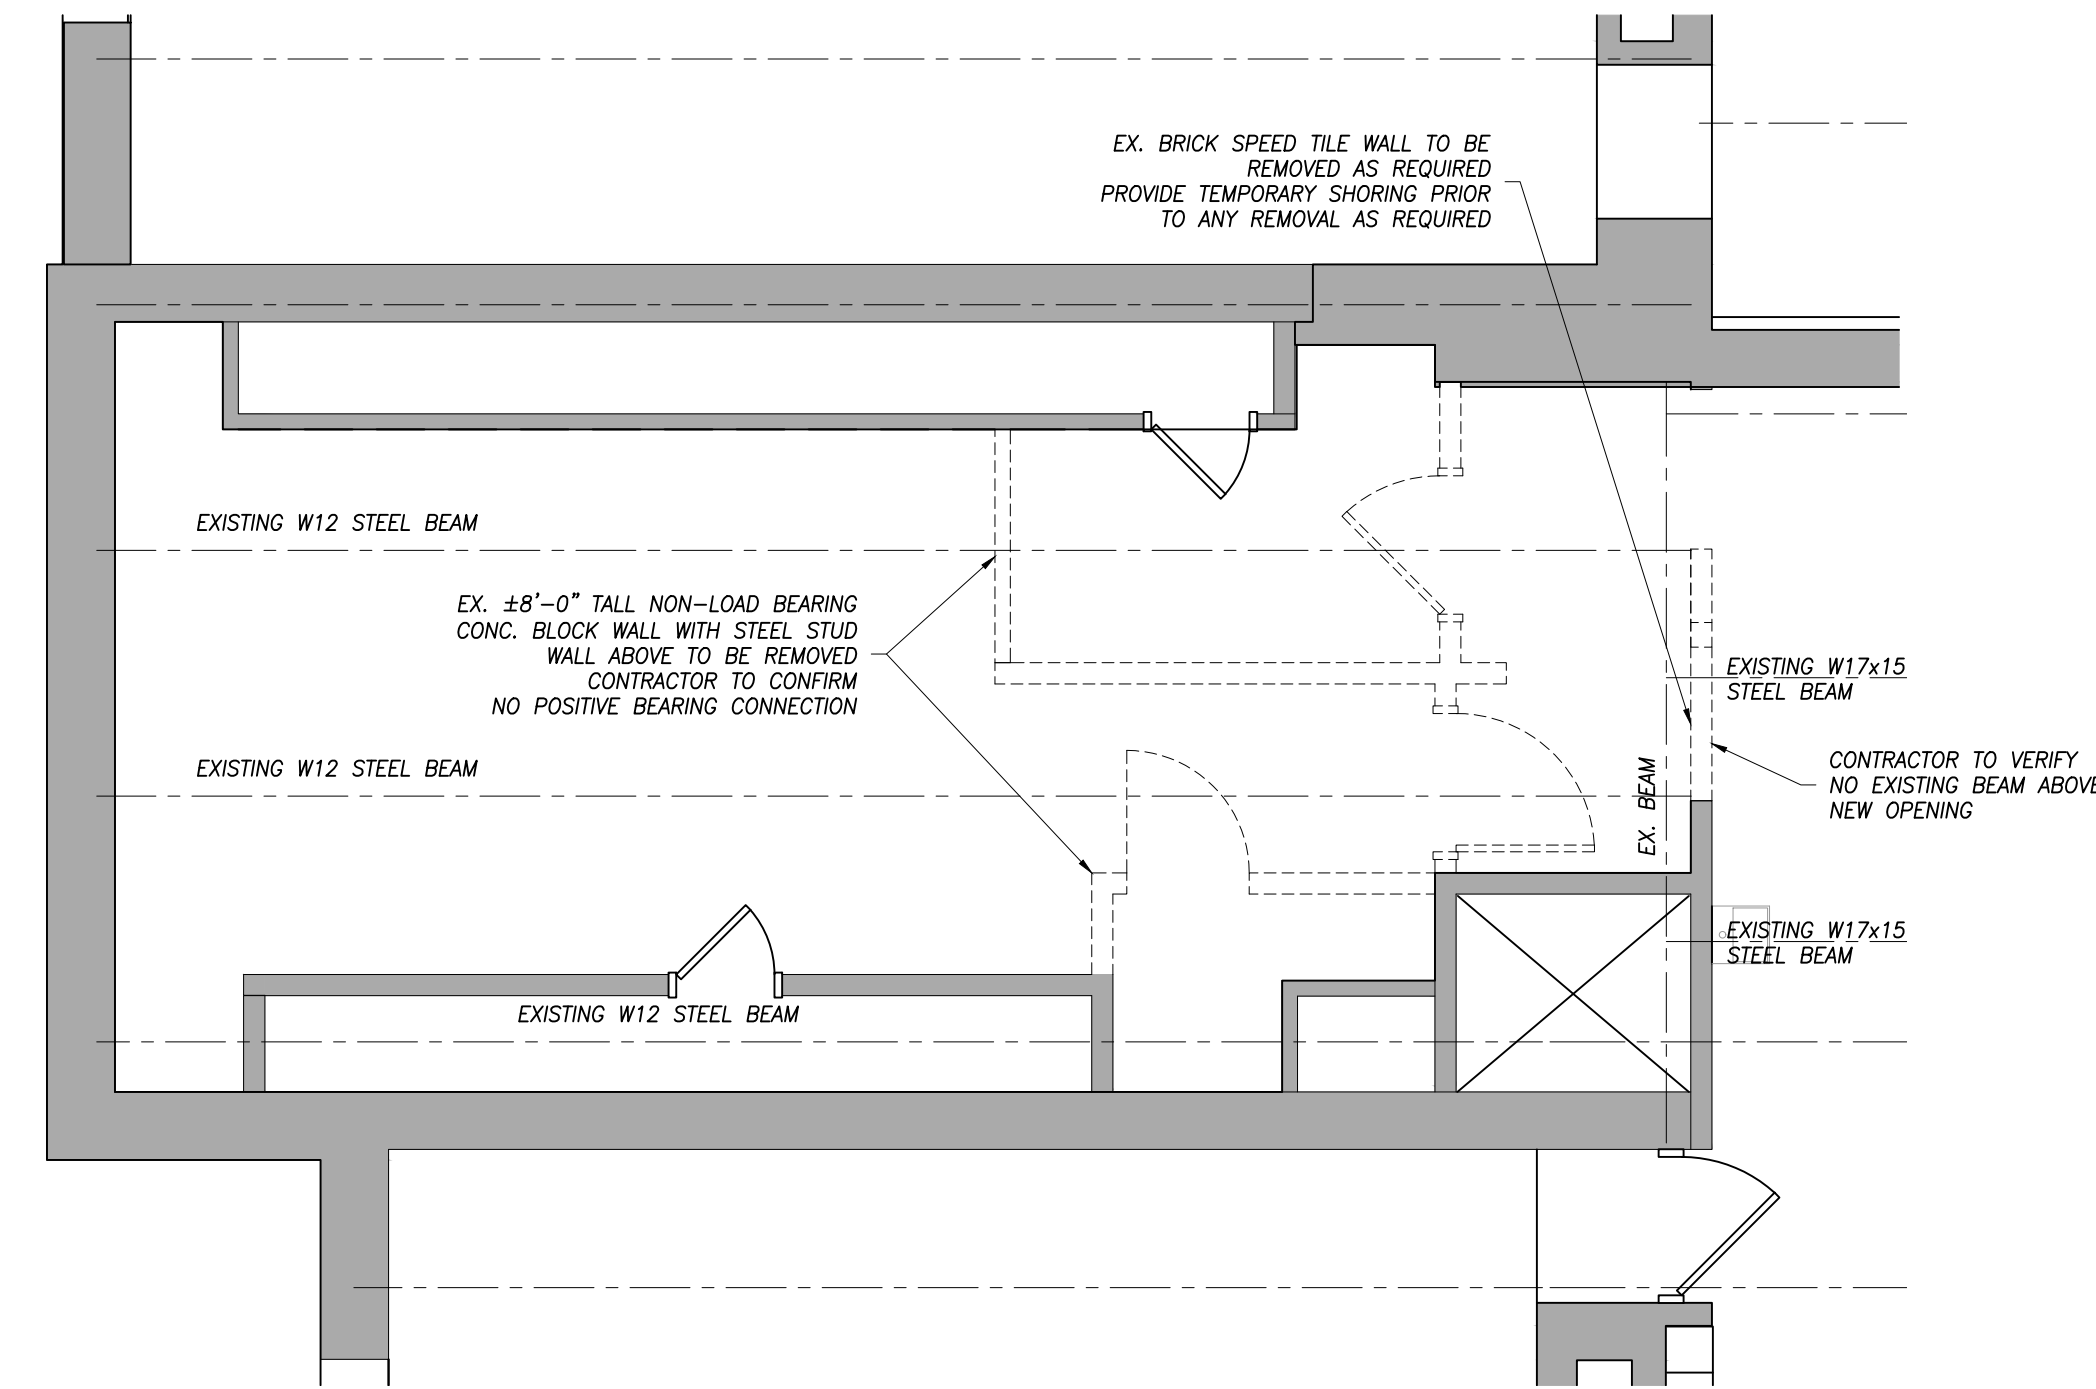 EX. BRICK SPEED TILE WALL TO BE
REMOVED AS REQUIRED
PROVIDE TEMPORARY SHORING PRIOR
TO ANY REMOVAL AS REQUIRED
EXISTING W12 STEEL BEAM
EX. ±8'-0" TALL NON-LOAD BEARING
CONC. BLOCK WALL WITH STEEL STUD
WALL ABOVE TO BE REMOVED
CONTRACTOR TO CONFIRM
NO POSITIVE BEARING CONNECTION
EXISTING W17x15
STEEL BEAM
EXISTING W12 STEEL BEAM
EX. BEAM
CONTRACTOR TO VERIFY
NO EXISTING BEAM ABOVE
NEW OPENING
EXISTING W17x15
STEEL BEAM
EXISTING W12 STEEL BEAM